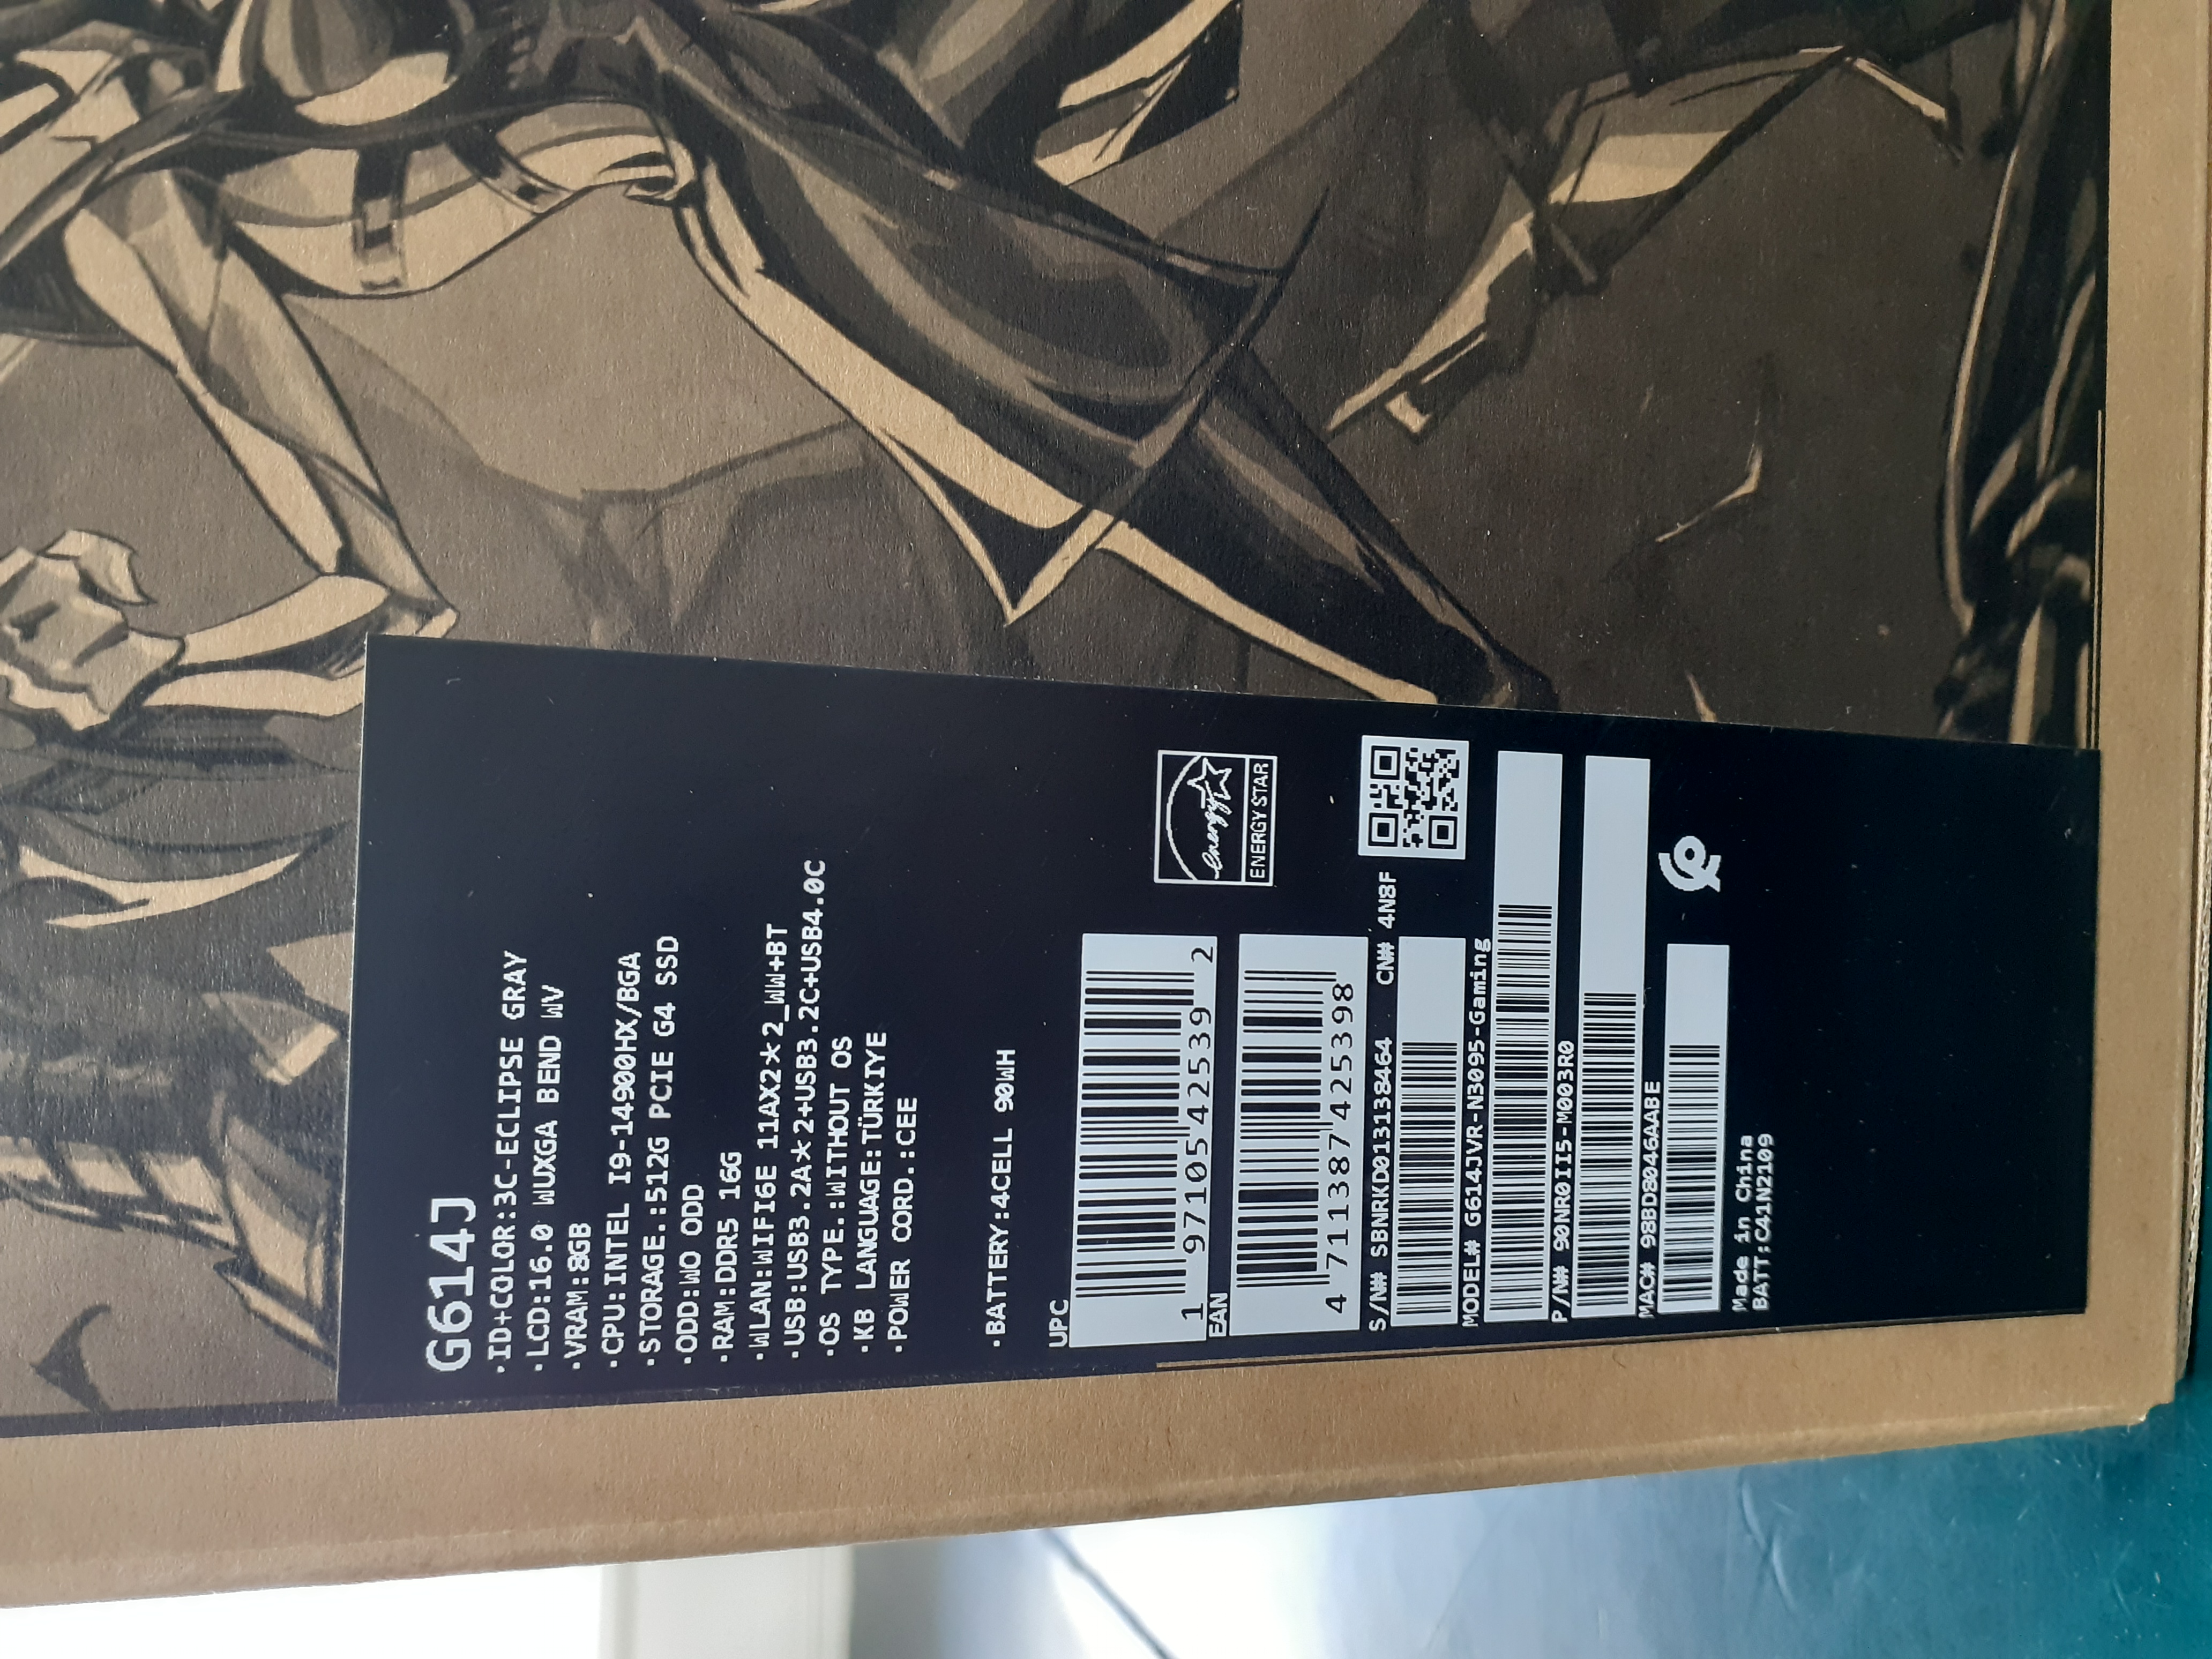 G614J
·ID+COLOR:3C-ECLIPSE GRAY
·LCD:16.0 WUXGA BEND WV
·VRAM:8GB
·CPU:INTEL I9-14900HX/BGA
·STORAGE.:512G PCIE G4 SSD
·ODD:WO ODD
·RAM:DDR5 16G
·WLAN:WIFI6E 11AX2*2_WW+BT
·USB:USB3.2A*2+USB3.2C+USB4.0C
·OS TYPE.:WITHOUT OS
·KB LANGUAGE:TÜRKIYE
·POWER CORD.:CEE
·BATTERY:4CELL 90WH
UPC
1 97105 42539 2
energy
ENERGY STAR
EAN
4 711387 425398
S/N# SBNRKD013138464 CN# 4N8F
MODEL# G614JVR-N3095-Gaming
P/N# 90NR0II5-M003R0
MAC# 98BD8046AABE
Made in China
BATT:C41N2109